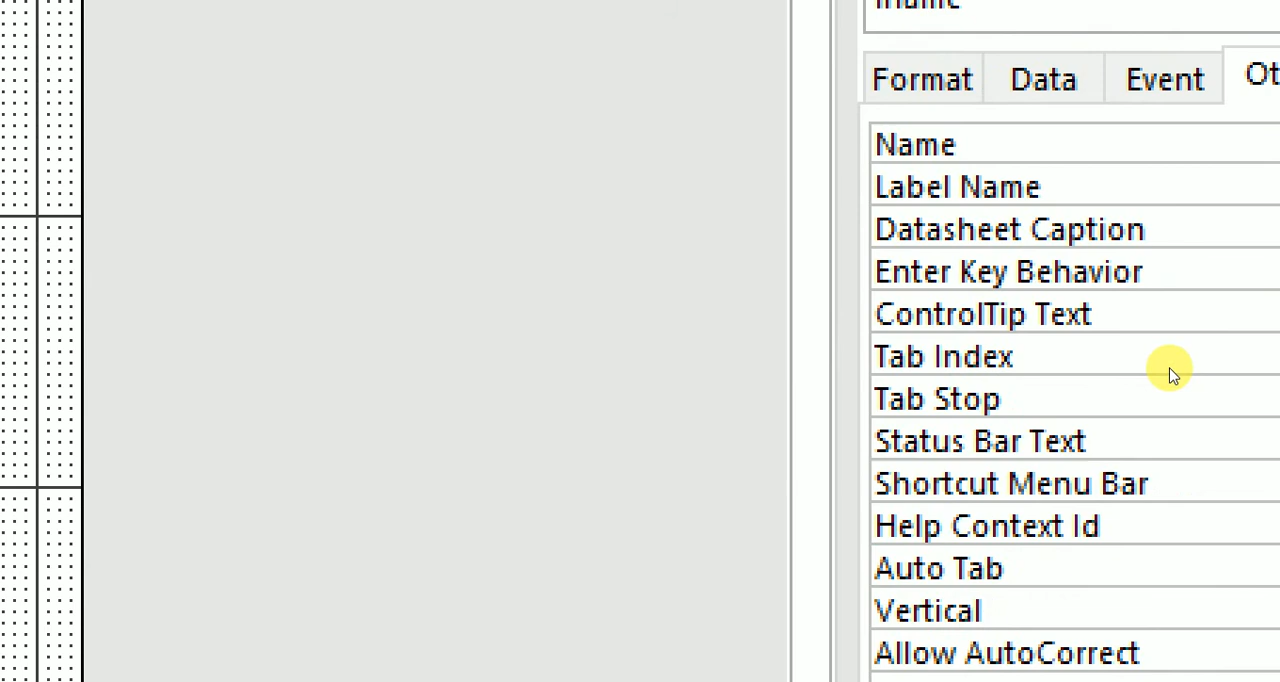 Format Data Event
Name
Label Name
Datasheet Caption
Enter Key Behavior
ControlTip Text
Tab Index
Tab Stop
Status Bar Text
Shortcut Menu Bar
Help Context Id
Auto Tab
Vertical
Allow AutoCorrect